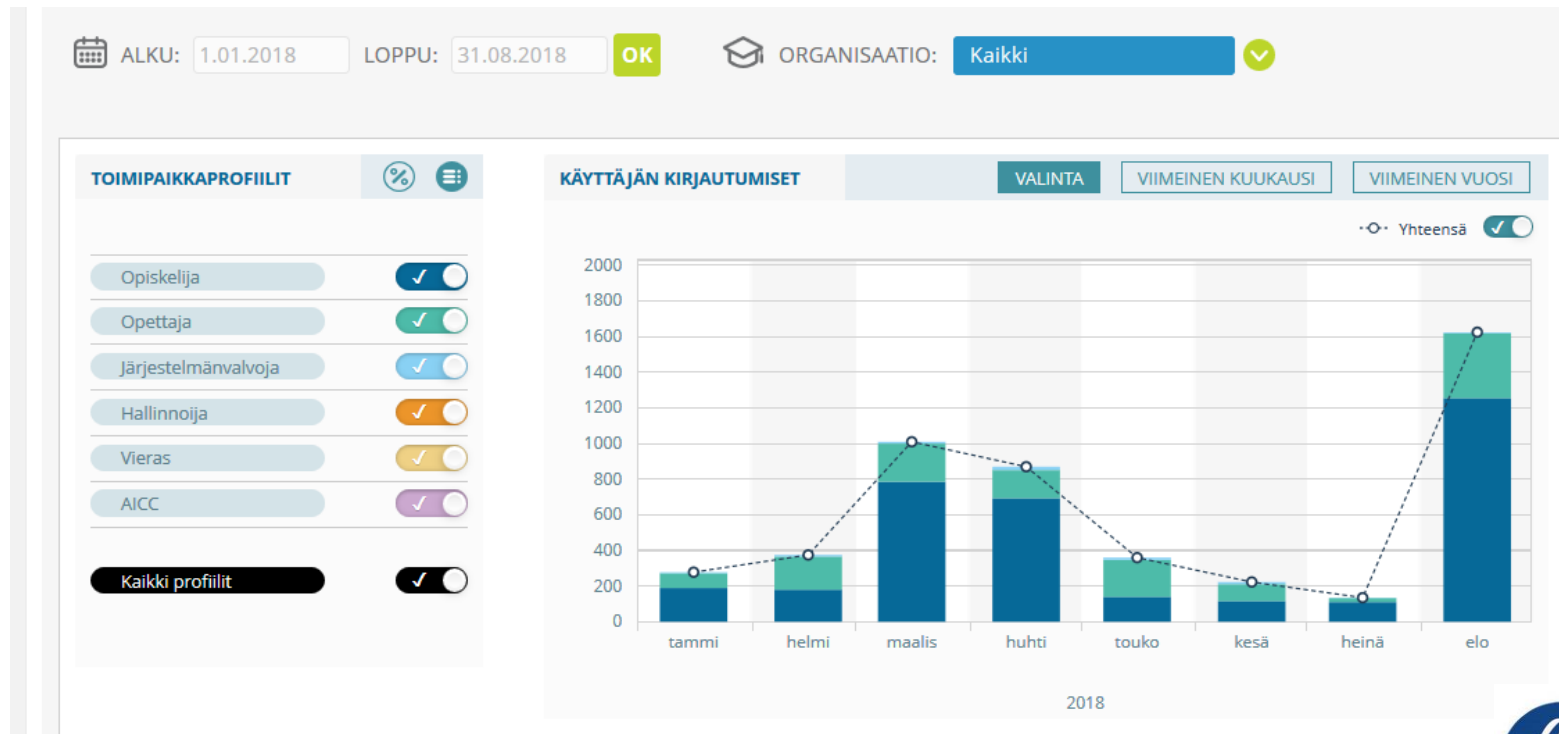 ALKU: 1.01.2018 LOPPU: 31.08.2018 OK ORGANISAATIO: Kaikki
TOIMIPAIKKAPROFIILIT %
Opiskelija
Opettaja
Järjestelmänvalvoja
Hallinnoija
Vieras
AICC
Kaikki profiilit
KÄYTTÄJÄN KIRJAUTUMISET VALINTA VIIMEINEN KUUKAUSI VIIMEINEN VUOSI
Yhteensä
2000
1800
1600
1400
1200
1000
800
600
400
200
0
tammi helmi maalis huhti touko kesä heinä elo
2018